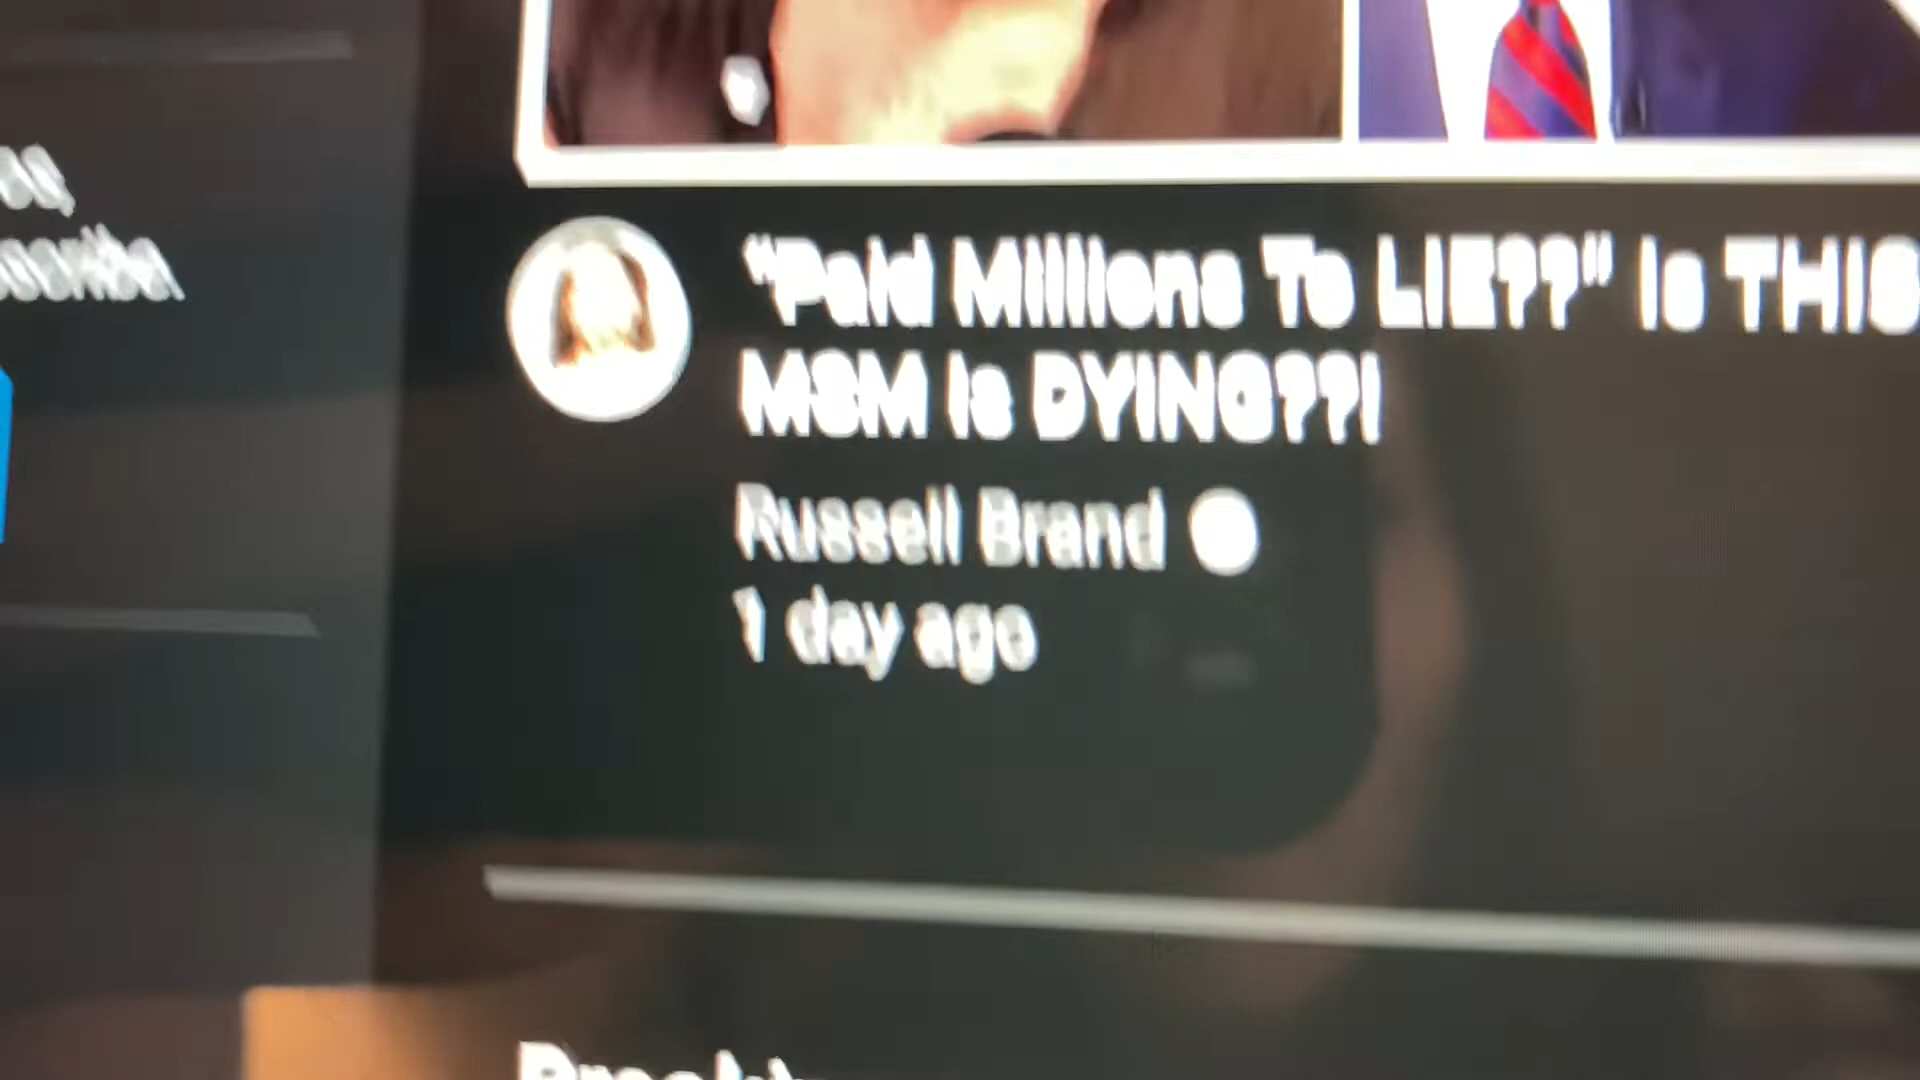 "Paid Millions To LIE??" Is THIS
MSM Is DYING??!
Russell Brand
1 day ago